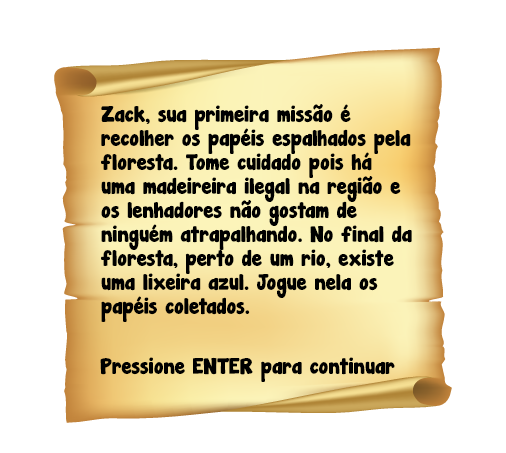 Zack, sua primeira missão é
recolher os papéis espalhados pela
floresta. Tome cuidado pois há
uma madeireira ilegal na região e
os lenhadores não gostam de
ninguém atrapalhando. No final da
floresta, perto de um rio, existe
uma lixeira azul. Jogue nela os
papéis coletados.
Pressione ENTER para continuar